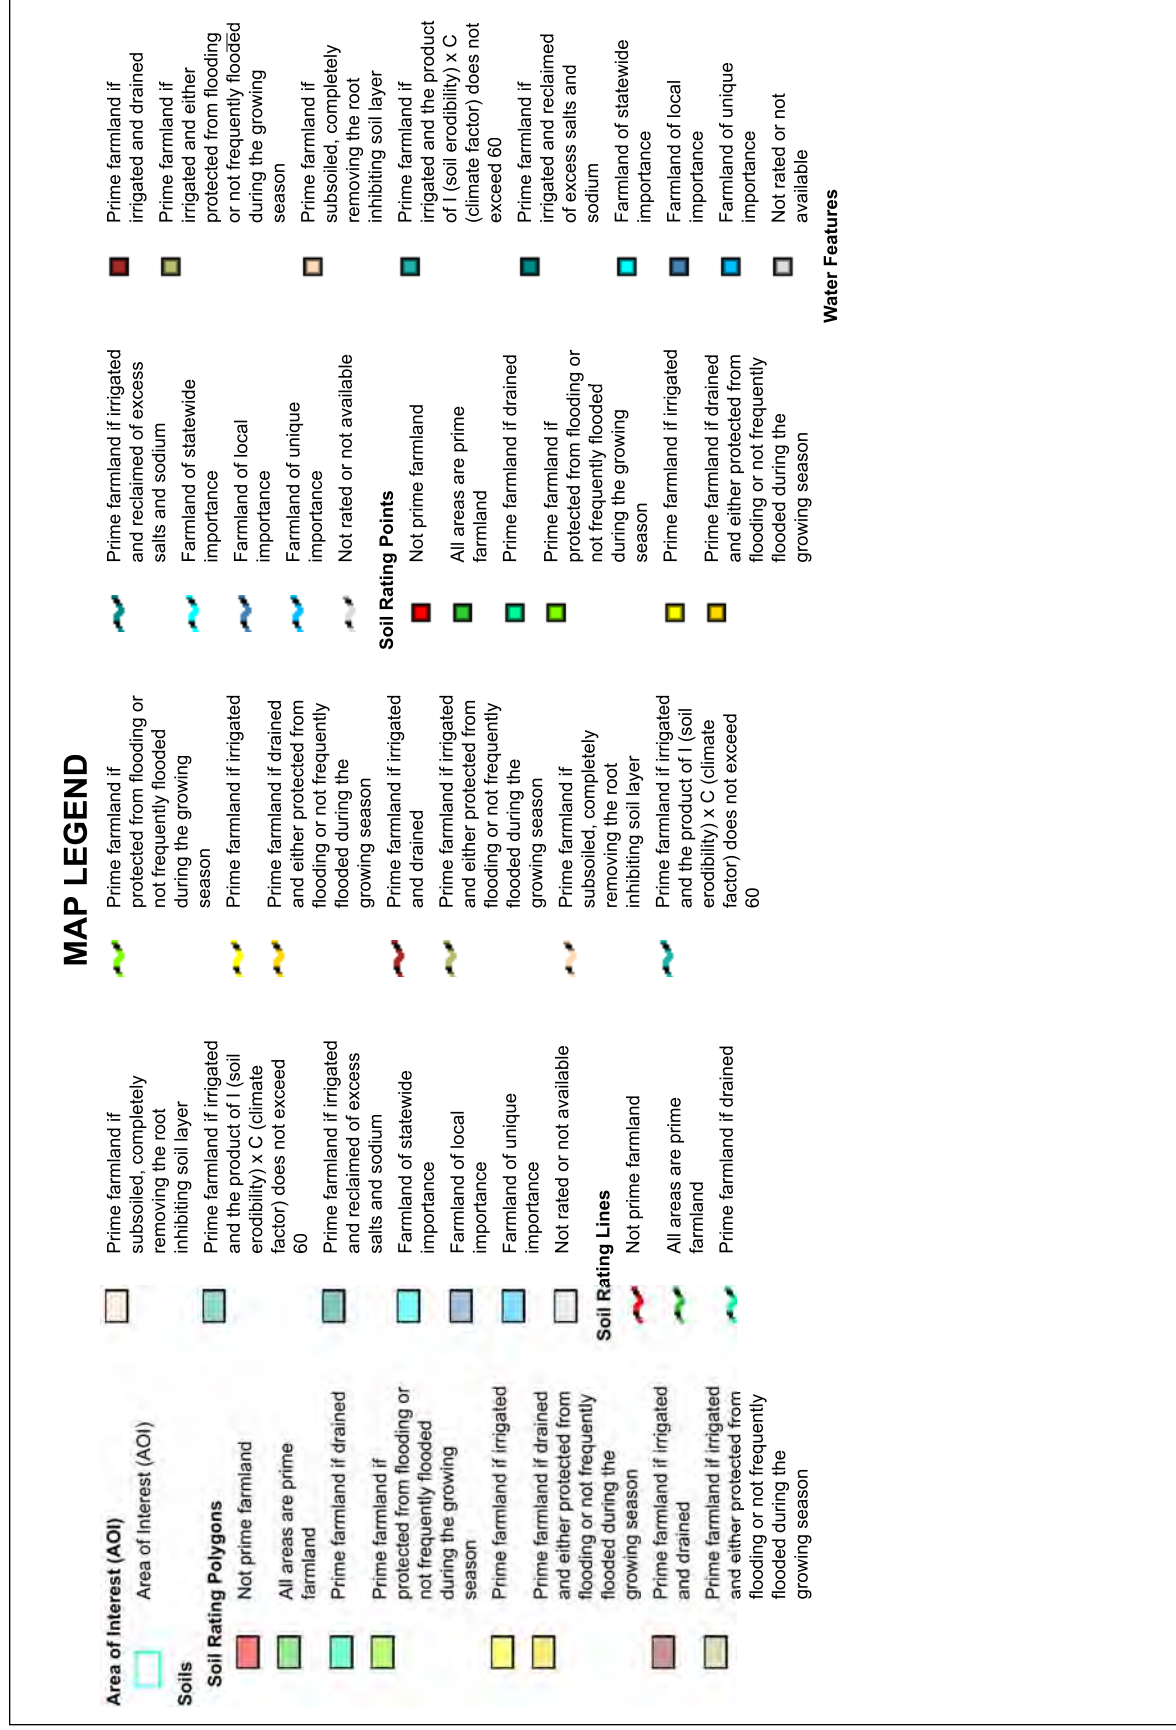 MAP LEGEND
Area of Interest (AOI)
Area of Interest (AOI)
Soils
Soil Rating Polygons
Not prime farmland
All areas are prime
farmland
Prime farmland if drained
Prime farmland if
protected from flooding or
not frequently flooded
during the growing
season
Prime farmland if irrigated
Prime farmland if drained
and either protected from
flooding or not frequently
flooded during the
growing season
Prime farmland if irrigated
and drained
Prime farmland if irrigated
and either protected from
flooding or not frequently
flooded during the
growing season
Prime farmland if
subsoiled, completely
removing the root
inhibiting soil layer
Prime farmland if irrigated
and the product of I (soil
erodibility) x C (climate
factor) does not exceed
60
Prime farmland if irrigated
and reclaimed of excess
salts and sodium
Farmland of statewide
importance
Farmland of local
importance
Farmland of unique
importance
Not rated or not available
Soil Rating Lines
Not prime farmland
All areas are prime
farmland
Prime farmland if drained
Prime farmland if
protected from flooding or
not frequently flooded
during the growing
season
Prime farmland if irrigated
Prime farmland if drained
and either protected from
flooding or not frequently
flooded during the
growing season
Prime farmland if irrigated
and drained
Prime farmland if irrigated
and either protected from
flooding or not frequently
flooded during the
growing season
Prime farmland if
subsoiled, completely
removing the root
inhibiting soil layer
Prime farmland if irrigated
and the product of I (soil
erodibility) x C (climate
factor) does not exceed
60
Prime farmland if irrigated
and reclaimed of excess
salts and sodium
Farmland of statewide
importance
Farmland of local
importance
Farmland of unique
importance
Not rated or not available
Soil Rating Points
Not prime farmland
All areas are prime
farmland
Prime farmland if drained
Prime farmland if
protected from flooding or
not frequently flooded
during the growing
season
Prime farmland if irrigated
Prime farmland if drained
and either protected from
flooding or not frequently
flooded during the
growing season
Prime farmland if
irrigated and drained
Prime farmland if
irrigated and either
protected from flooding
or not frequently flooded
during the growing
season
Prime farmland if
subsoiled, completely
removing the root
inhibiting soil layer
Prime farmland if
irrigated and the product
of I (soil erodibility) x C
(climate factor) does not
exceed 60
Prime farmland if
irrigated and reclaimed
of excess salts and
sodium
Farmland of statewide
importance
Farmland of local
importance
Farmland of unique
importance
Not rated or not
available
Water Features